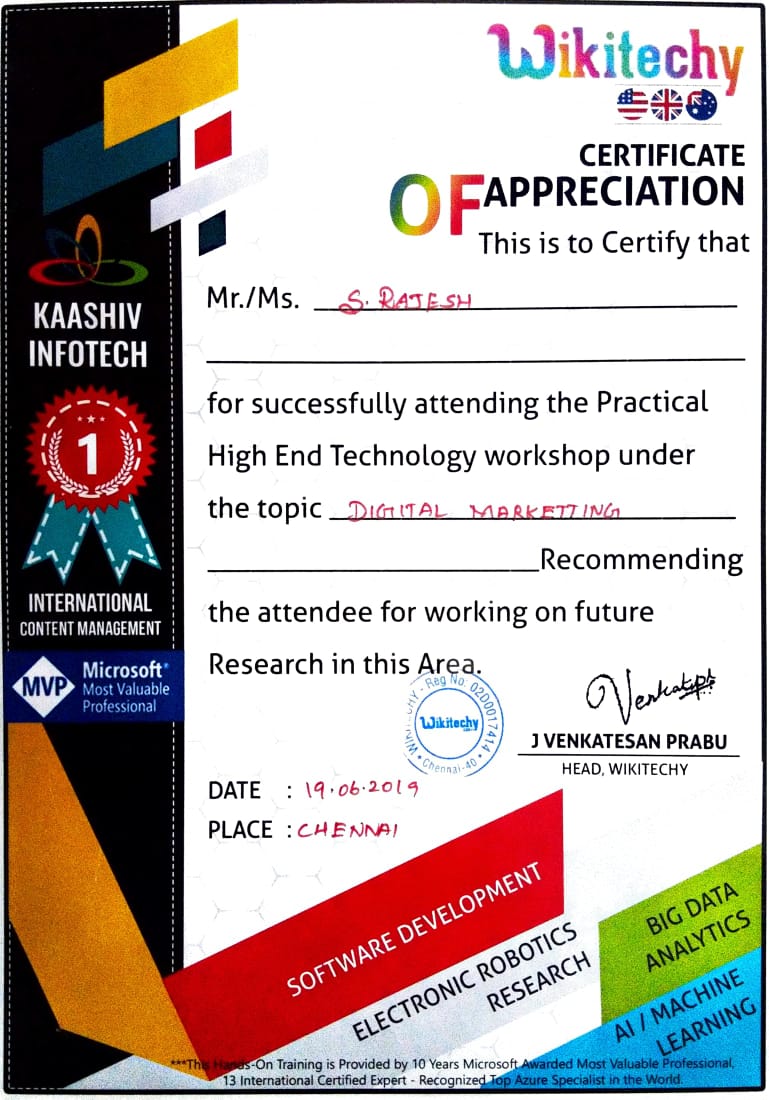 Wikitechy
CERTIFICATE
OF APPRECIATION
This is to Certify that
Mr./Ms. S. RAJESH
for successfully attending the Practical
High End Technology workshop under
the topic DIGITAL MARKETTING
Recommending
the attendee for working on future
Research in this Area.
KAASHIV
INFOTECH
1
INTERNATIONAL
CONTENT MANAGEMENT
MVP
Microsoft®
Most Valuable
Professional
WIKITECHY - Reg No: 02D0017414
Wikitechy
Chennai-40
Venkatesh
J VENKATESAN PRABU
HEAD, WIKITECHY
DATE : 19.06.2019
PLACE : CHENNAI
SOFTWARE DEVELOPMENT
ELECTRONIC ROBOTICS
RESEARCH
BIG DATA
ANALYTICS
AI / MACHINE
LEARNING
***This Hands-On Training is Provided by 10 Years Microsoft Awarded Most Valuable Professional,
13 International Certified Expert - Recognized Top Azure Specialist in the World.